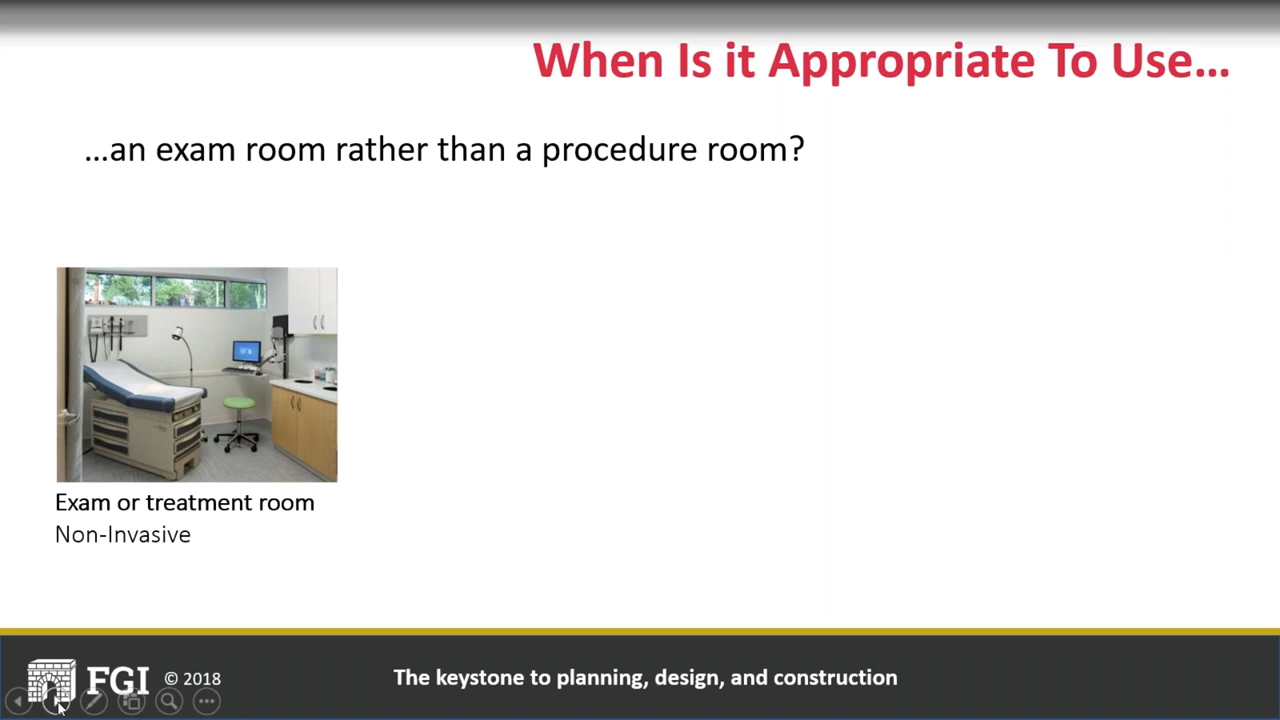 When Is it Appropriate To Use...
...an exam room rather than a procedure room?
Exam or treatment room
Non-Invasive
FGI © 2018
The keystone to planning, design, and construction